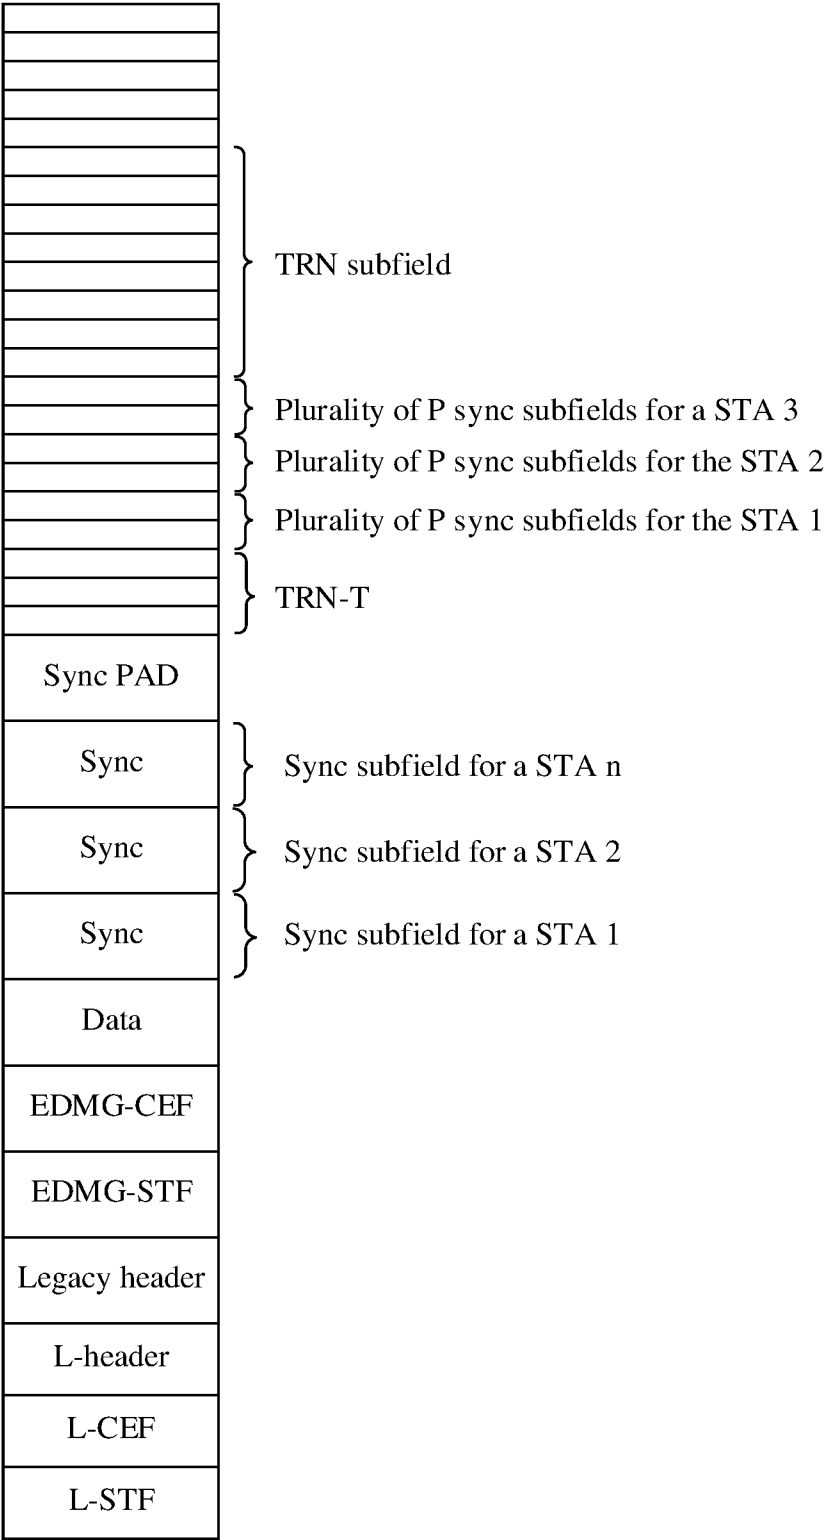 TRN subfield
Plurality of P sync subfields for a STA 3
Plurality of P sync subfields for the STA 2
Plurality of P sync subfields for the STA 1
TRN-T
Sync PAD
Sync
Sync subfield for a STA n
Sync
Sync subfield for a STA 2
Sync
Sync subfield for a STA 1
Data
EDMG-CEF
EDMG-STF
Legacy header
L-header
L-CEF
L-STF